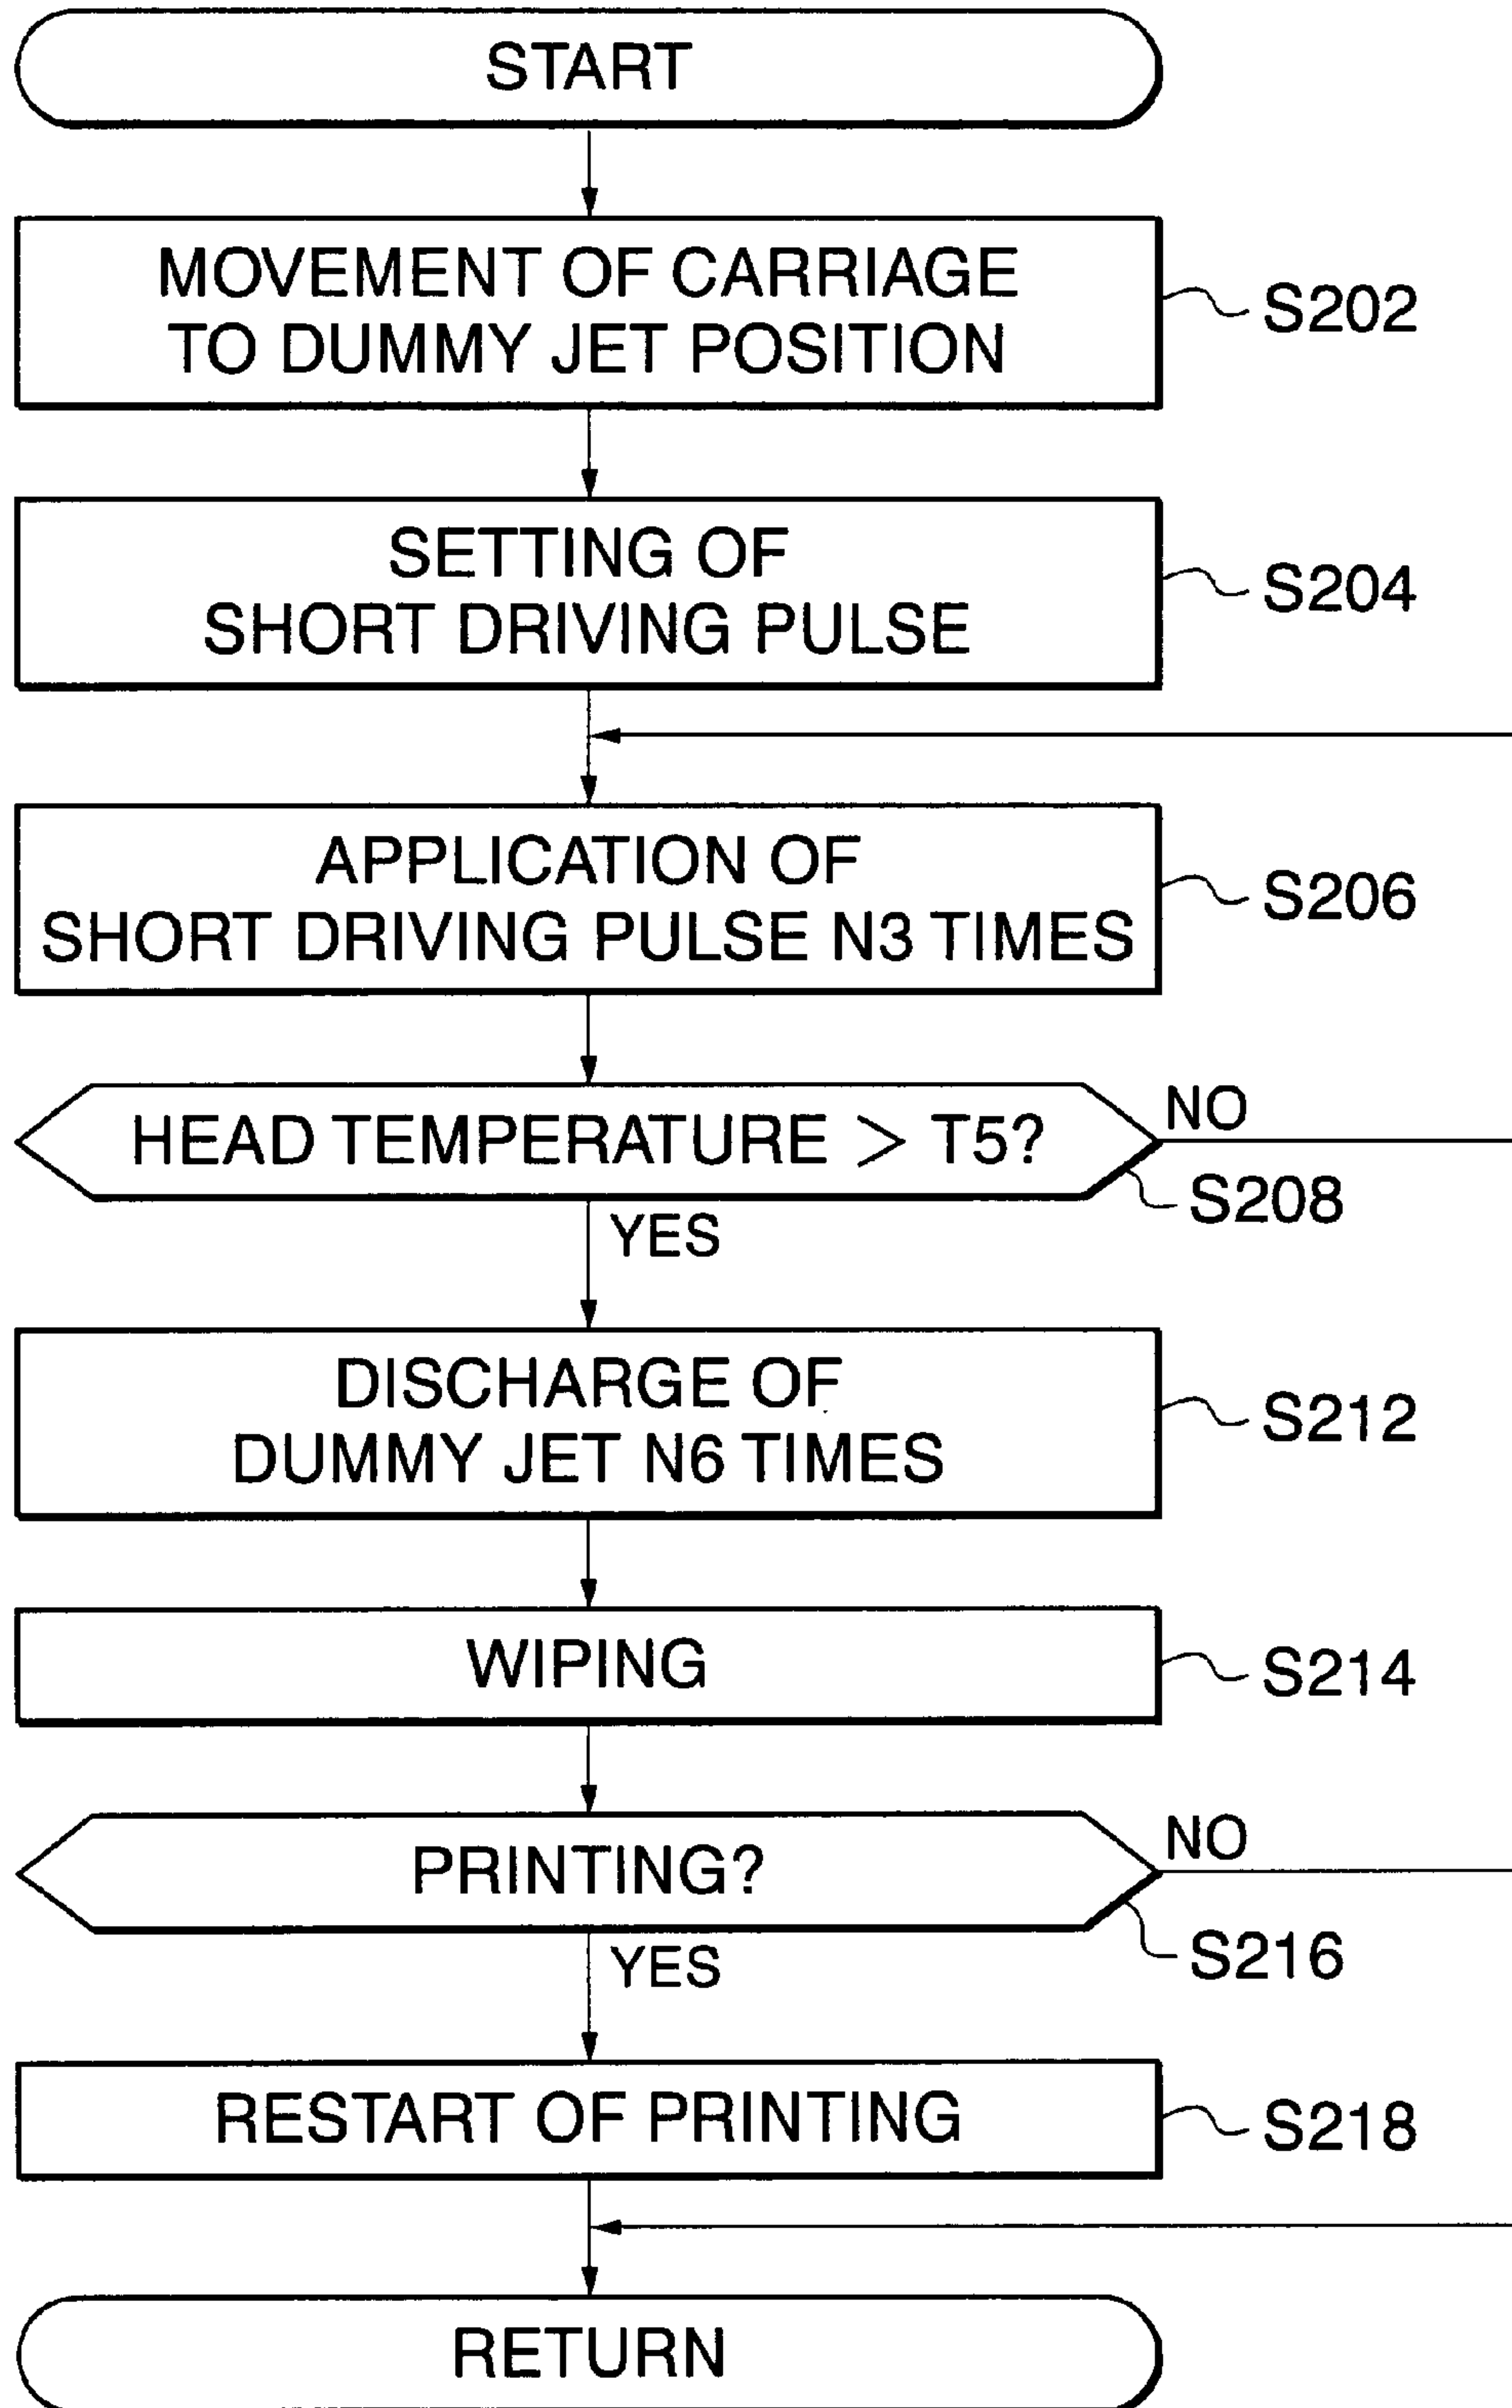 START
MOVEMENT OF CARRIAGE
TO DUMMY JET POSITION
S202
SETTING OF
SHORT DRIVING PULSE
S204
APPLICATION OF
SHORT DRIVING PULSE N3 TIMES
S206
HEAD TEMPERATURE > T5?
NO
S208
YES
DISCHARGE OF
DUMMY JET N6 TIMES
S212
WIPING
S214
PRINTING?
NO
S216
YES
RESTART OF PRINTING
S218
RETURN